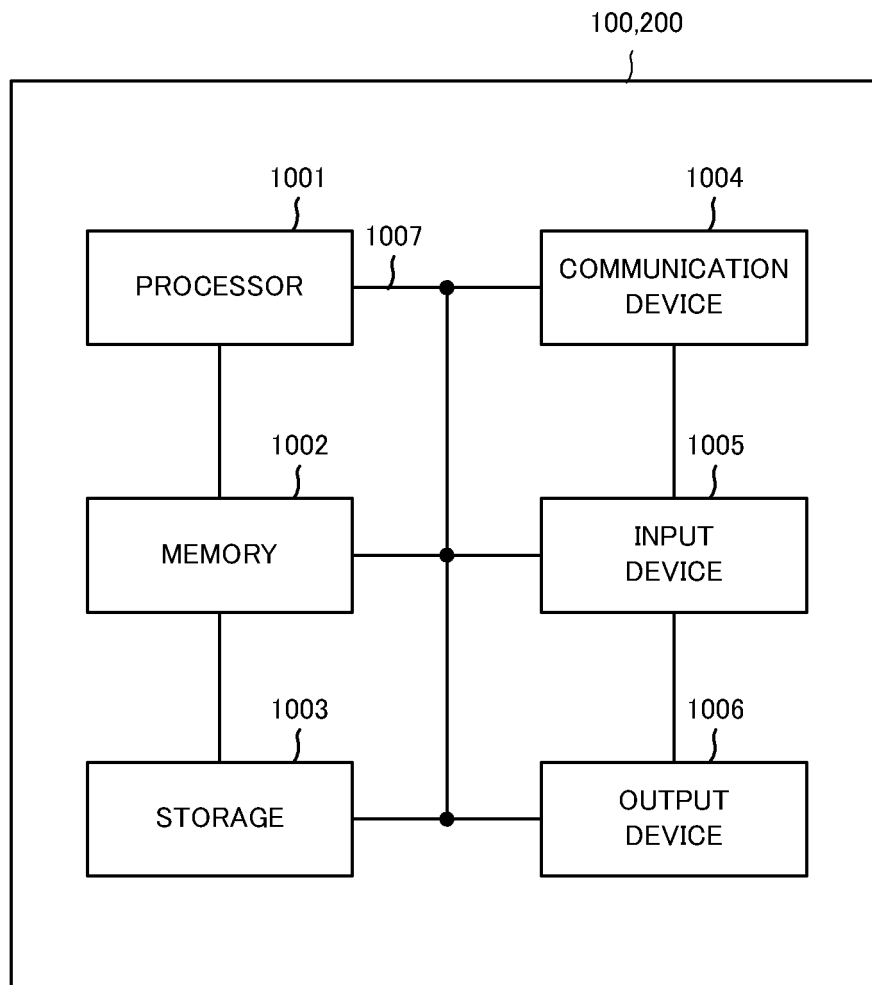 100,200
1001
1004
1007
PROCESSOR
COMMUNICATION
DEVICE
1002
1005
MEMORY
INPUT
DEVICE
1003
1006
STORAGE
OUTPUT
DEVICE